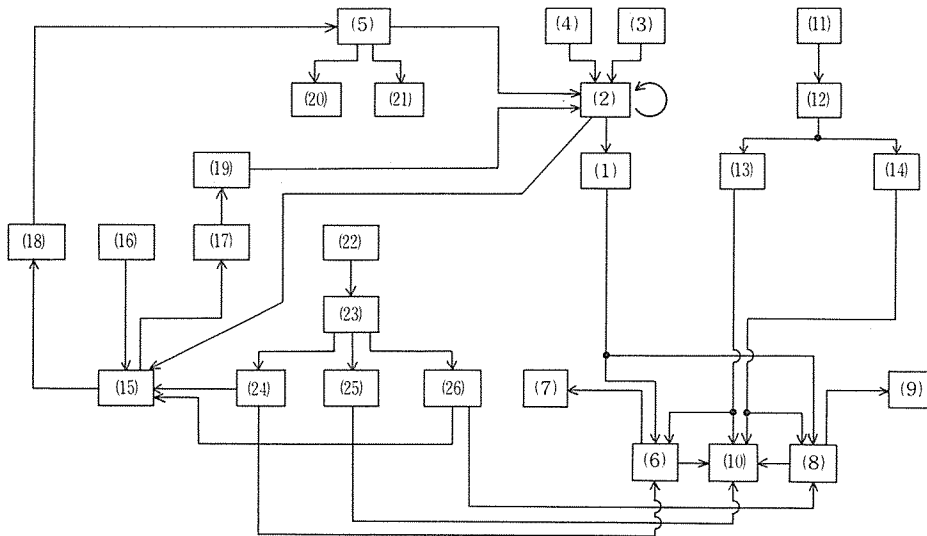 (5) (4) (3) (11)
(20) (21) (2) (12)
(19) (1) (13) (14)
(18) (16) (17) (22)
(23)
(15) (24) (25) (26) (7) (9)
(6) (10) (8)